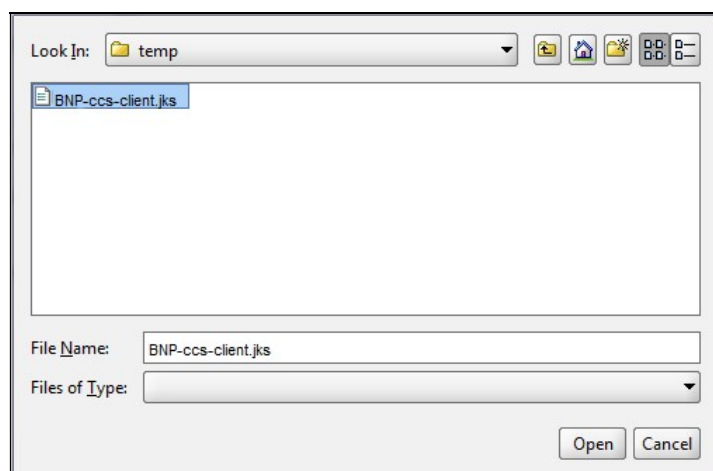 Look In: temp
BNP-ccs-client.jks
File Name: BNP-ccs-client.jks
Files of Type:
Open Cancel